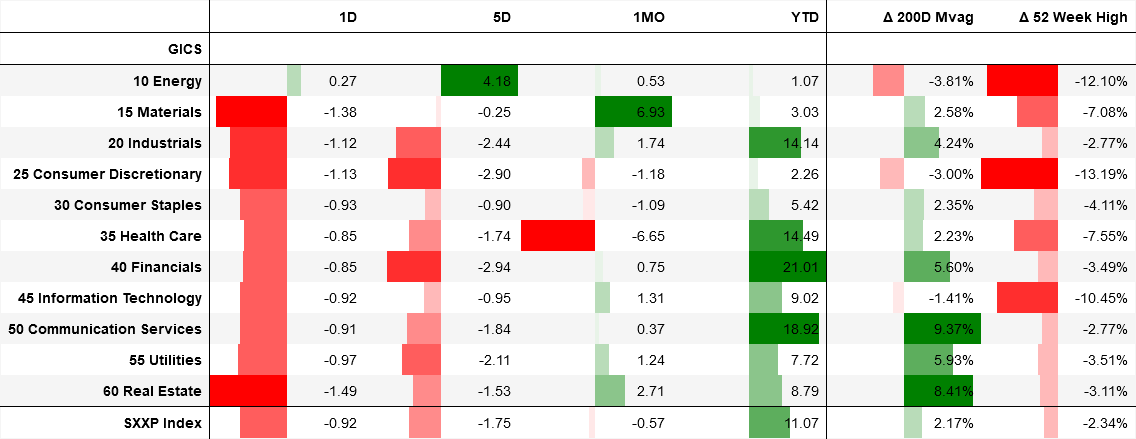 1D 5D 1MO YTD Δ 200D Mvag Δ 52 Week High
GICS
10 Energy 0.27 4.18 0.53 1.07 -3.81% -12.10%
15 Materials -1.38 -0.25 6.93 3.03 2.58% -7.08%
20 Industrials -1.12 -2.44 1.74 14.14 4.24% -2.77%
25 Consumer Discretionary -1.13 -2.90 -1.18 2.26 -3.00% -13.19%
30 Consumer Staples -0.93 -0.90 -1.09 5.42 2.35% -4.11%
35 Health Care -0.85 -1.74 -6.65 14.49 2.23% -7.55%
40 Financials -0.85 -2.94 0.75 21.01 5.60% -3.49%
45 Information Technology -0.92 -0.95 1.31 9.02 -1.41% -10.45%
50 Communication Services -0.91 -1.84 0.37 18.92 9.37% -2.77%
55 Utilities -0.97 -2.11 1.24 7.72 5.93% -3.51%
60 Real Estate -1.49 -1.53 2.71 8.79 8.41% -3.11%
SXXP Index -0.92 -1.75 -0.57 11.07 2.17% -2.34%